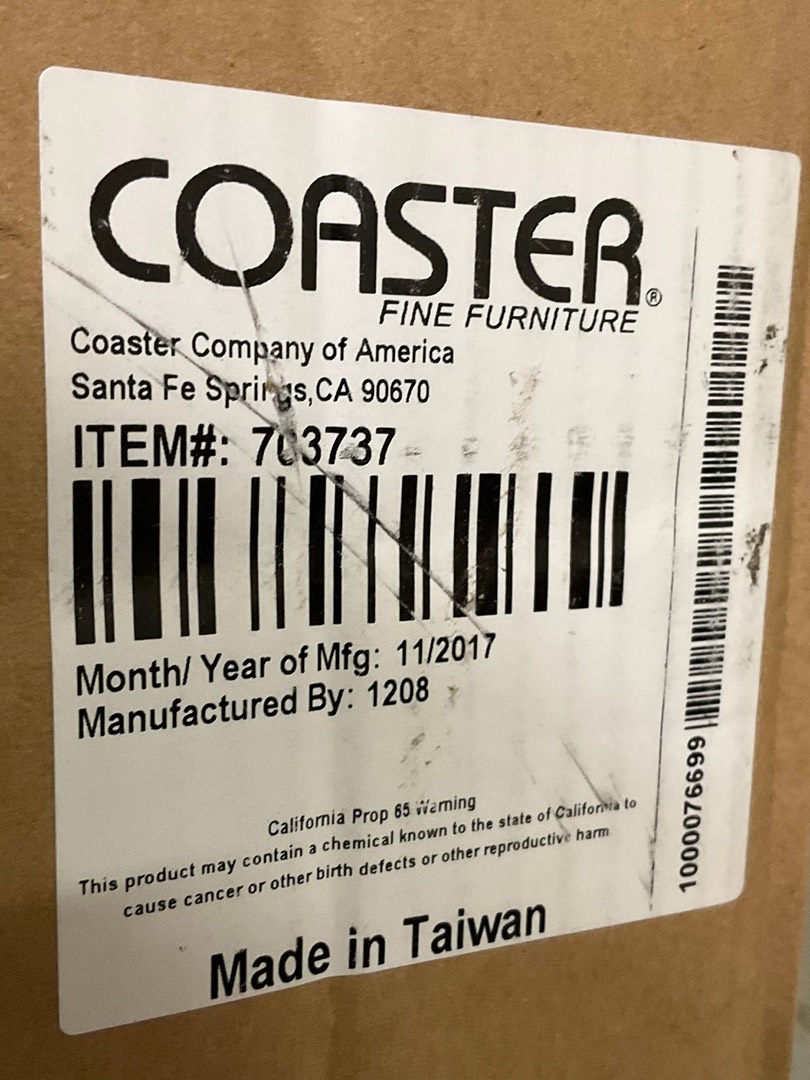 COASTER®
FINE FURNITURE
Coaster Company of America
Santa Fe Springs,CA 90670
ITEM#: 703737
Month/ Year of Mfg: 11/2017
Manufactured By: 1208
California Prop 65 Warning
This product may contain a chemical known to the state of California to
cause cancer or other birth defects or other reproductive harm
Made in Taiwan
1000076699